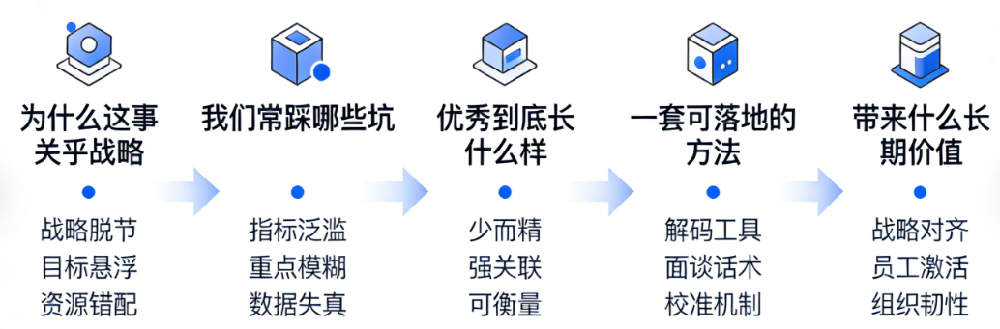 为什么这事
关乎战略
战略脱节
目标悬浮
资源错配
我们常踩哪些坑
指标泛滥
重点模糊
数据失真
优秀到底长
什么样
少而精
强关联
可衡量
一套可落地的
方法
解码工具
面谈话术
校准机制
带来什么长
期价值
战略对齐
员工激活
组织韧性